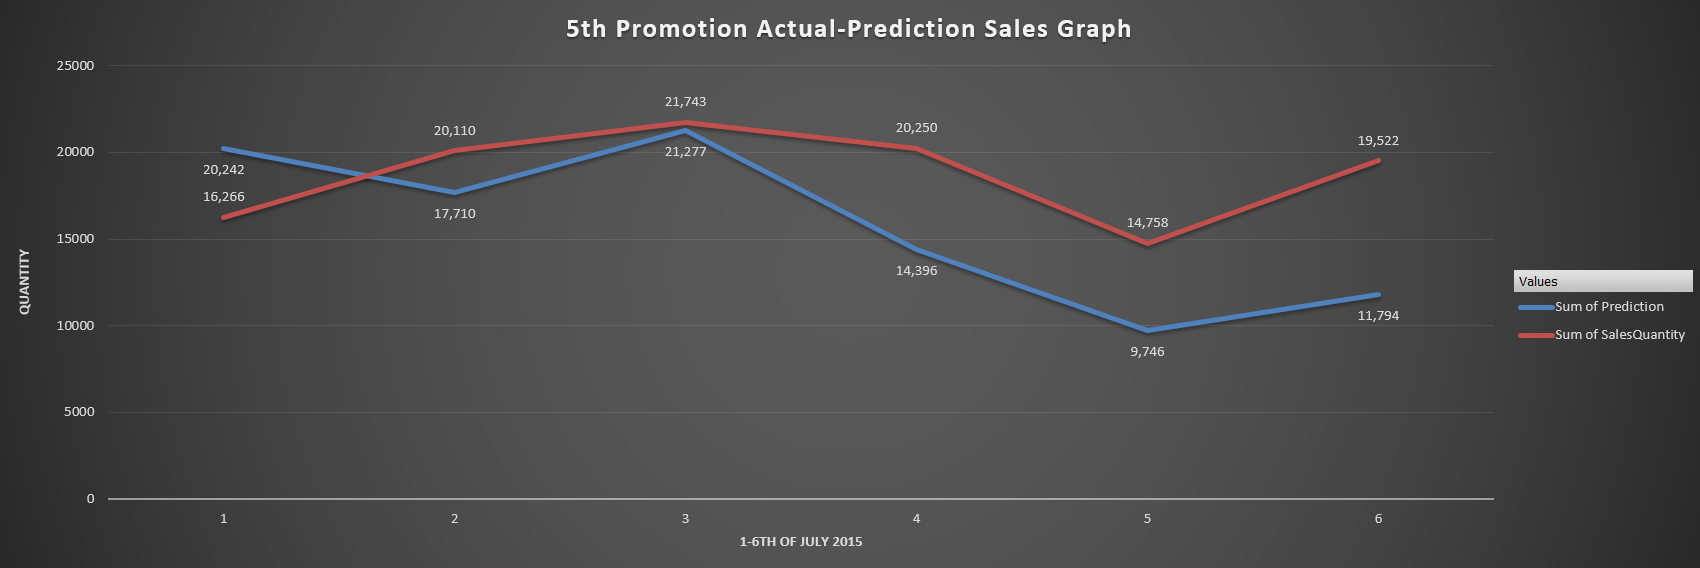 5th Promotion Actual-Prediction Sales Graph
25000
20000
15000
10000
5000
0
QUANTITY
20,242
16,266
20,110
17,710
21,743
21,277
20,250
14,396
14,758
9,746
19,522
11,794
1 2 3 4 5 6
1-6TH OF JULY 2015
Values
Sum of Prediction
Sum of SalesQuantity